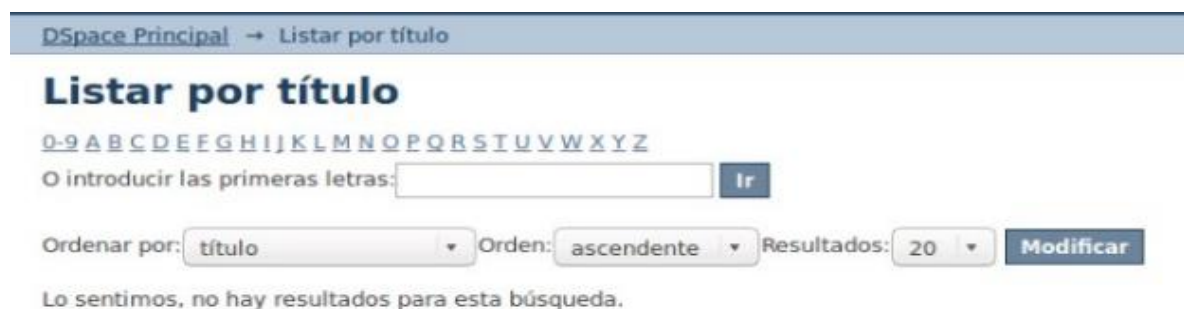 DSpace Principal → Listar por título
Listar por título
0-9 A B C D E F G H I J K L M N O P Q R S T U V W X Y Z
O introducir las primeras letras: Ir
Ordenar por: título Orden: ascendente Resultados: 20 Modificar
Lo sentimos, no hay resultados para esta búsqueda.